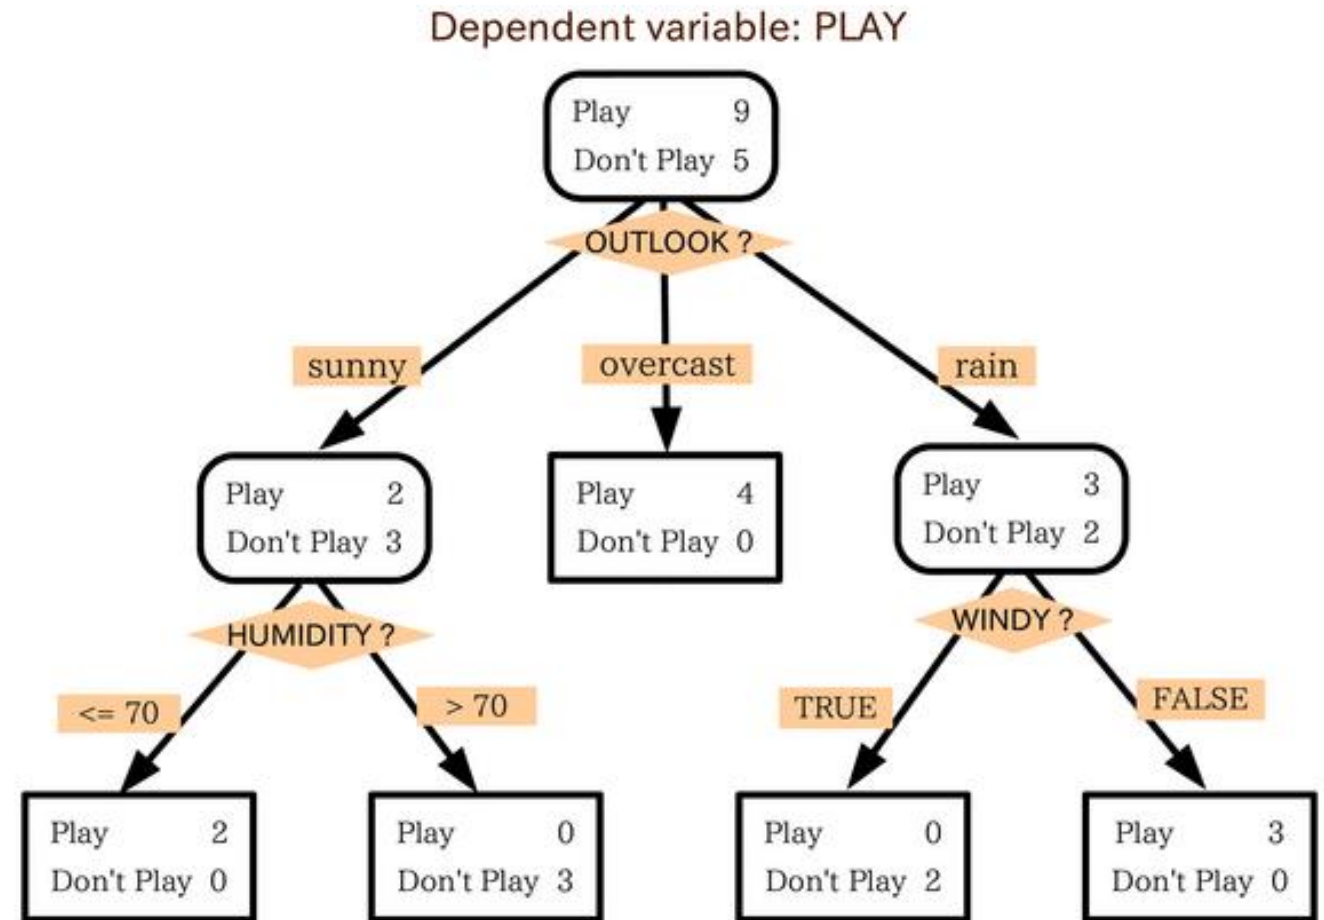 Dependent variable: PLAY
Play 9
Don't Play 5
OUTLOOK ?
sunny
overcast
rain
Play 2
Don't Play 3
Play 4
Don't Play 0
Play 3
Don't Play 2
HUMIDITY ?
WINDY ?
<= 70
> 70
TRUE
FALSE
Play 2
Don't Play 0
Play 0
Don't Play 3
Play 0
Don't Play 2
Play 3
Don't Play 0